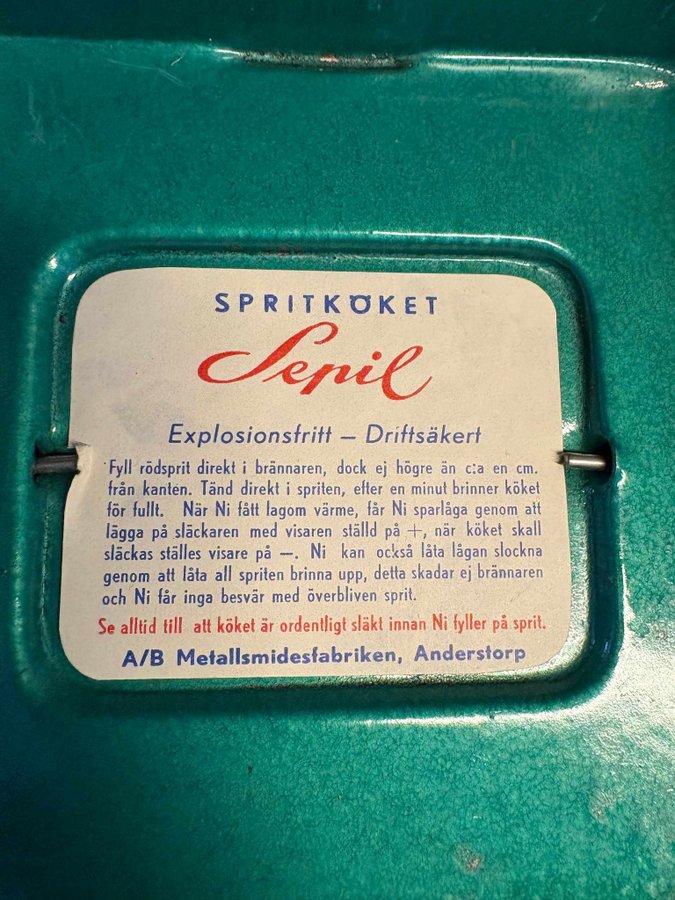 SPRITKÖKET
Sepil
Explosionsfritt – Driftsäkert
Fyll rödsprit direkt i brännaren, dock ej högre än c:a en cm.
från kanten. Tänd direkt i spriten, efter en minut brinner köket
för fullt. När Ni fått lagom värme, får Ni sparlåga genom att
lägga på släckaren med visaren ställd på +, när köket skall
släckas ställes visare på –. Ni kan också låta lågan slockna
genom att låta all spriten brinna upp, detta skadar ej brännaren
och Ni får inga besvär med överbliven sprit.
Se alltid till att köket är ordentligt släkt innan Ni fyller på sprit.
A/B Metallsmidesfabriken, Anderstorp